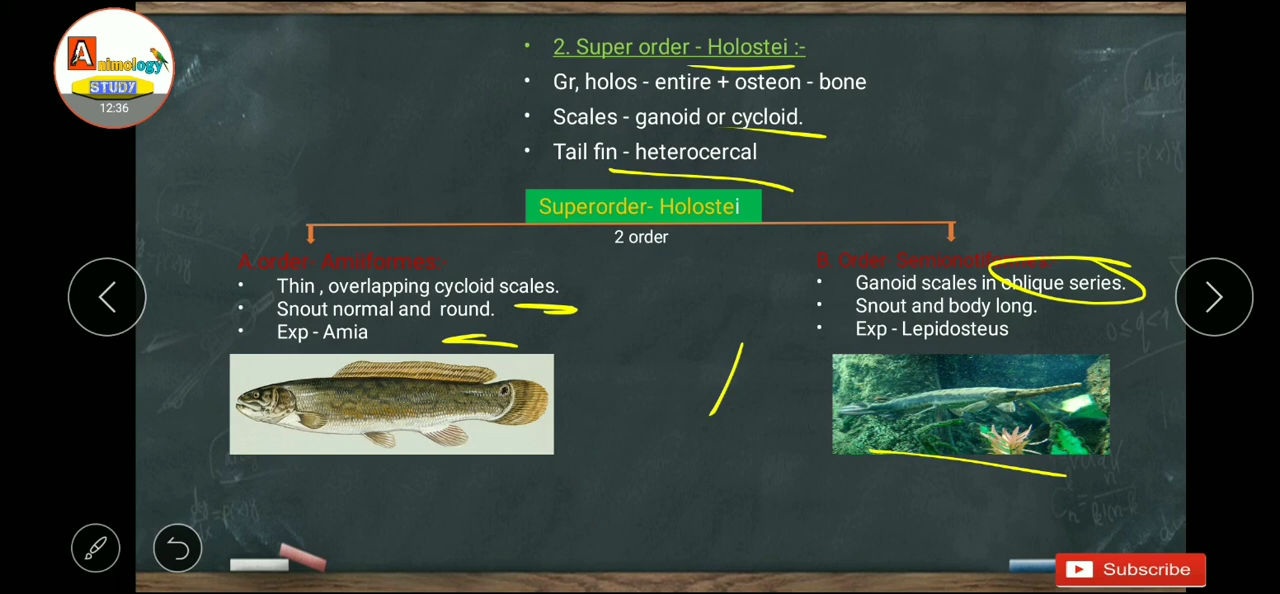 Animology
STUDY
12:36
• 2. Super order - Holostei :-
• Gr, holos - entire + osteon - bone
• Scales - ganoid or cycloid.
• Tail fin - heterocercal
Superorder- Holostei
2 order
A.order- Amiiformes:-
• Thin , overlapping cycloid scales.
• Snout normal and round.
• Exp - Amia
B. Order- Semionotiformes:
• Ganoid scales in oblique series.
• Snout and body long.
• Exp - Lepidosteus
Subscribe